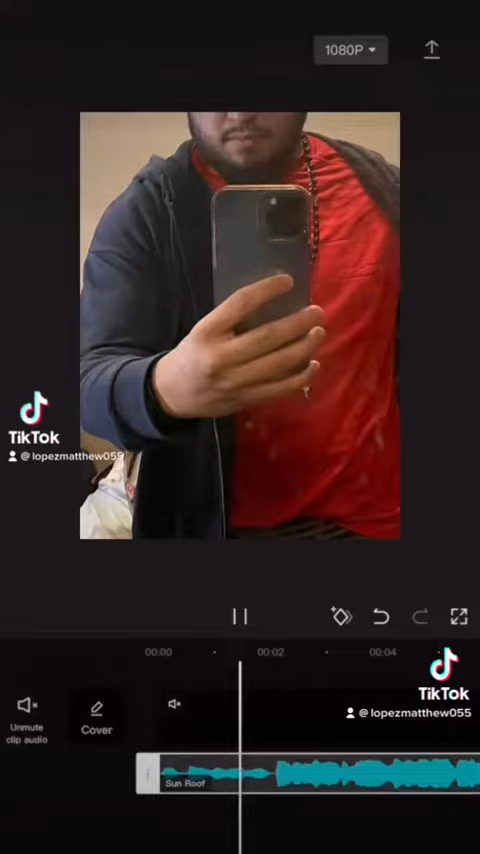 1080P
TikTok
@lopezmatthew055
00:00
00:02
00:04
TikTok
@lopezmatthew055
Unmute
clip audio
Cover
Sun Roof